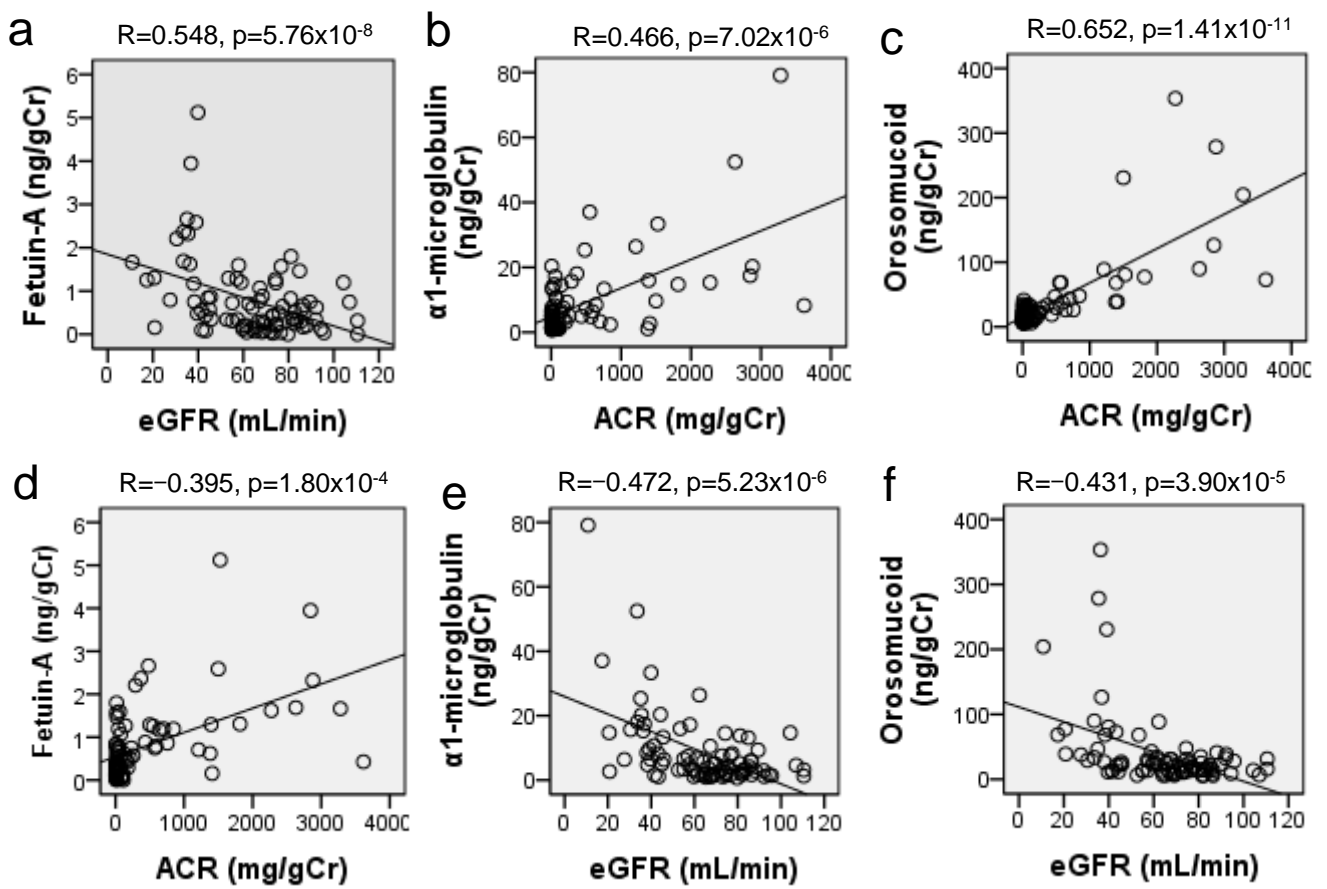 a
R=0.548, p=5.76x10-8
Fetuin-A (ng/gCr)
6
5
4
3
2
1
0
0 20 40 60 80 100 120
eGFR (mL/min)
b
R=0.466, p=7.02x10-6
α1-microglobulin
(ng/gCr)
80
60
40
20
0
0 1000 2000 3000 4000
ACR (mg/gCr)
c
R=0.652, p=1.41x10-11
Orosomucoid
(ng/gCr)
400
300
200
100
0
0 1000 2000 3000 4000
ACR (mg/gCr)
d
R=−0.395, p=1.80x10-4
Fetuin-A (ng/gCr)
6
5
4
3
2
1
0
0 1000 2000 3000 4000
ACR (mg/gCr)
e
R=−0.472, p=5.23x10-6
α1-microglobulin
(ng/gCr)
80
60
40
20
0
0 20 40 60 80 100 120
eGFR (mL/min)
f
R=−0.431, p=3.90x10-5
Orosomucoid
(ng/gCr)
400
300
200
100
0
0 20 40 60 80 100 120
eGFR (mL/min)